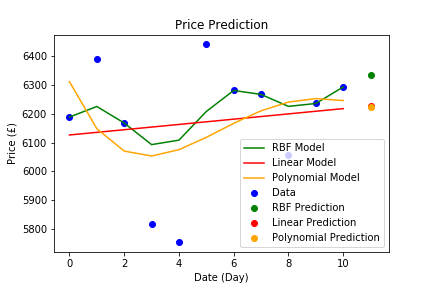 Price Prediction
Price (£)
6400
6300
6200
6100
6000
5900
5800
RBF Model
Linear Model
Polynomial Model
Data
RBF Prediction
Linear Prediction
Polynomial Prediction
0 2 4 6 8 10
Date (Day)